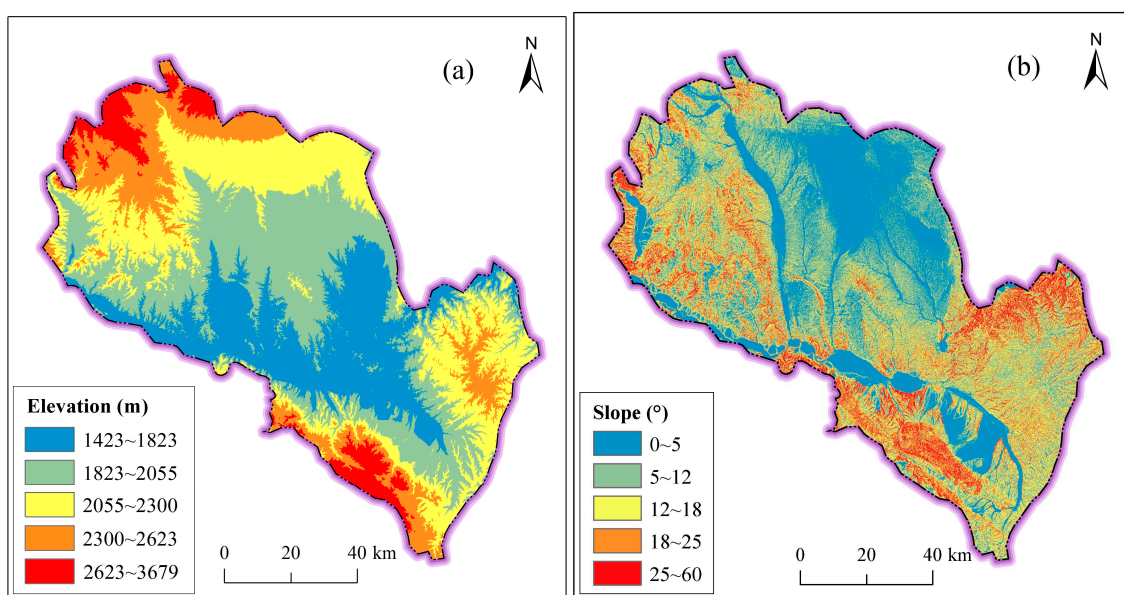 (a)
N
Elevation (m)
1423~1823
1823~2055
2055~2300
2300~2623
2623~3679
0 20 40 km
(b)
N
Slope (°)
0~5
5~12
12~18
18~25
25~60
0 20 40 km